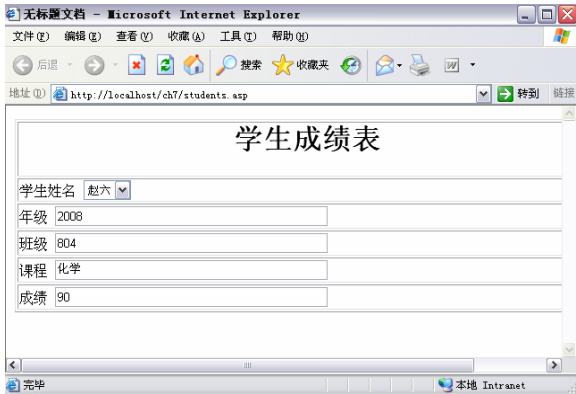 无标题文档 - Microsoft Internet Explorer
文件(F) 编辑(E) 查看(V) 收藏(A) 工具(T) 帮助(H)
后退 搜索 收藏夹
地址(D) http://localhost/ch7/students.asp 转到 链接
学生成绩表
学生姓名 赵六
年级 2008
班级 804
课程 化学
成绩 90
完毕 本地 Intranet